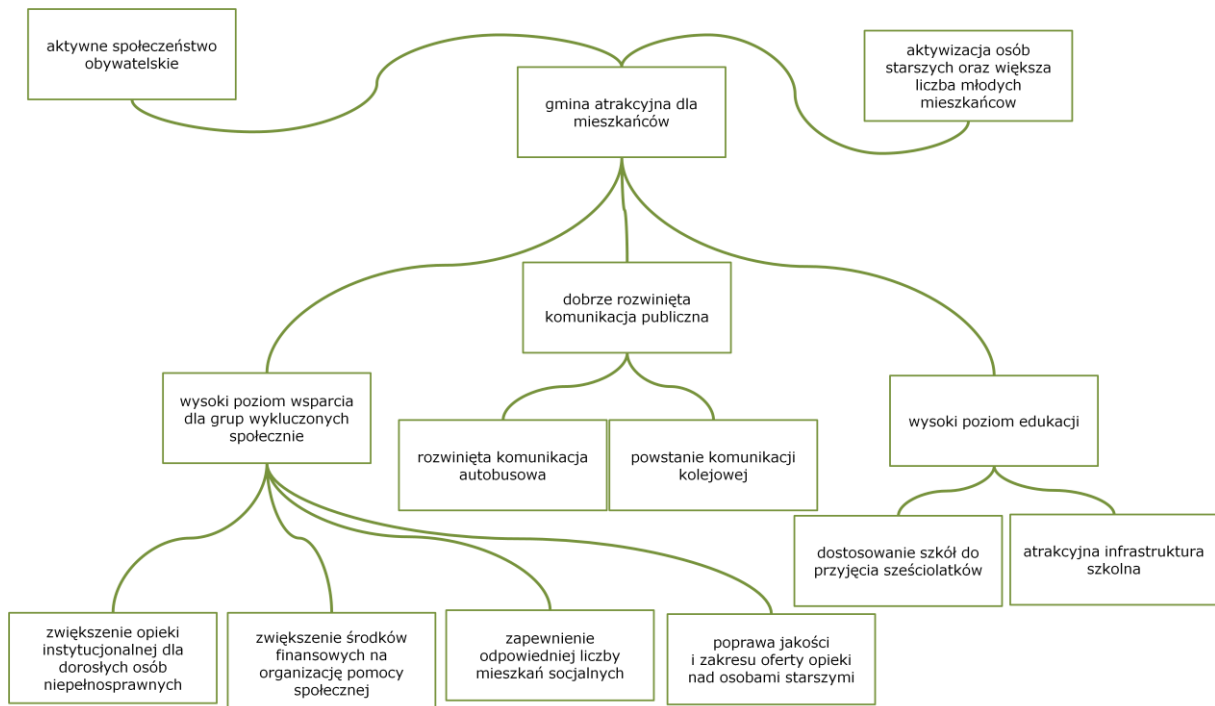 aktywne społeczeństwo
obywatelskie
aktywizacja osób
starszych oraz większa
liczba młodych
mieszkańcow
gmina atrakcyjna dla
mieszkańców
dobrze rozwinięta
komunikacja publiczna
wysoki poziom wsparcia
dla grup wykluczonych
społecznie
wysoki poziom edukacji
rozwinięta komunikacja
autobusowa
powstanie komunikacji
kolejowej
dostosowanie szkół do
przyjęcia sześciolatków
atrakcyjna infrastruktura
szkolna
zwiększenie opieki
instytucjonalnej dla
dorosłych osób
niepełnosprawnych
zwiększenie środków
finansowych na
organizację pomocy
społecznej
zapewnienie
odpowiedniej liczby
mieszkań socjalnych
poprawa jakości
i zakresu oferty opieki
nad osobami starszymi